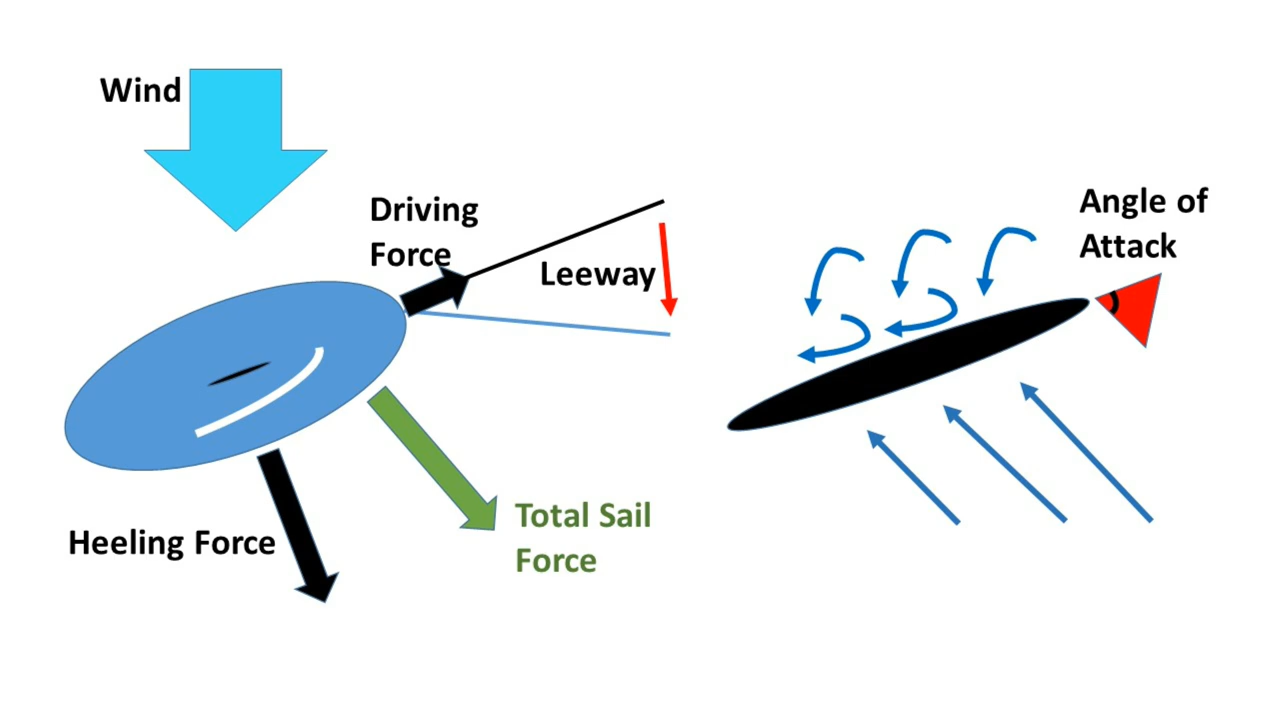 Wind
Driving
Force
Leeway
Angle of
Attack
Heeling Force
Total Sail
Force